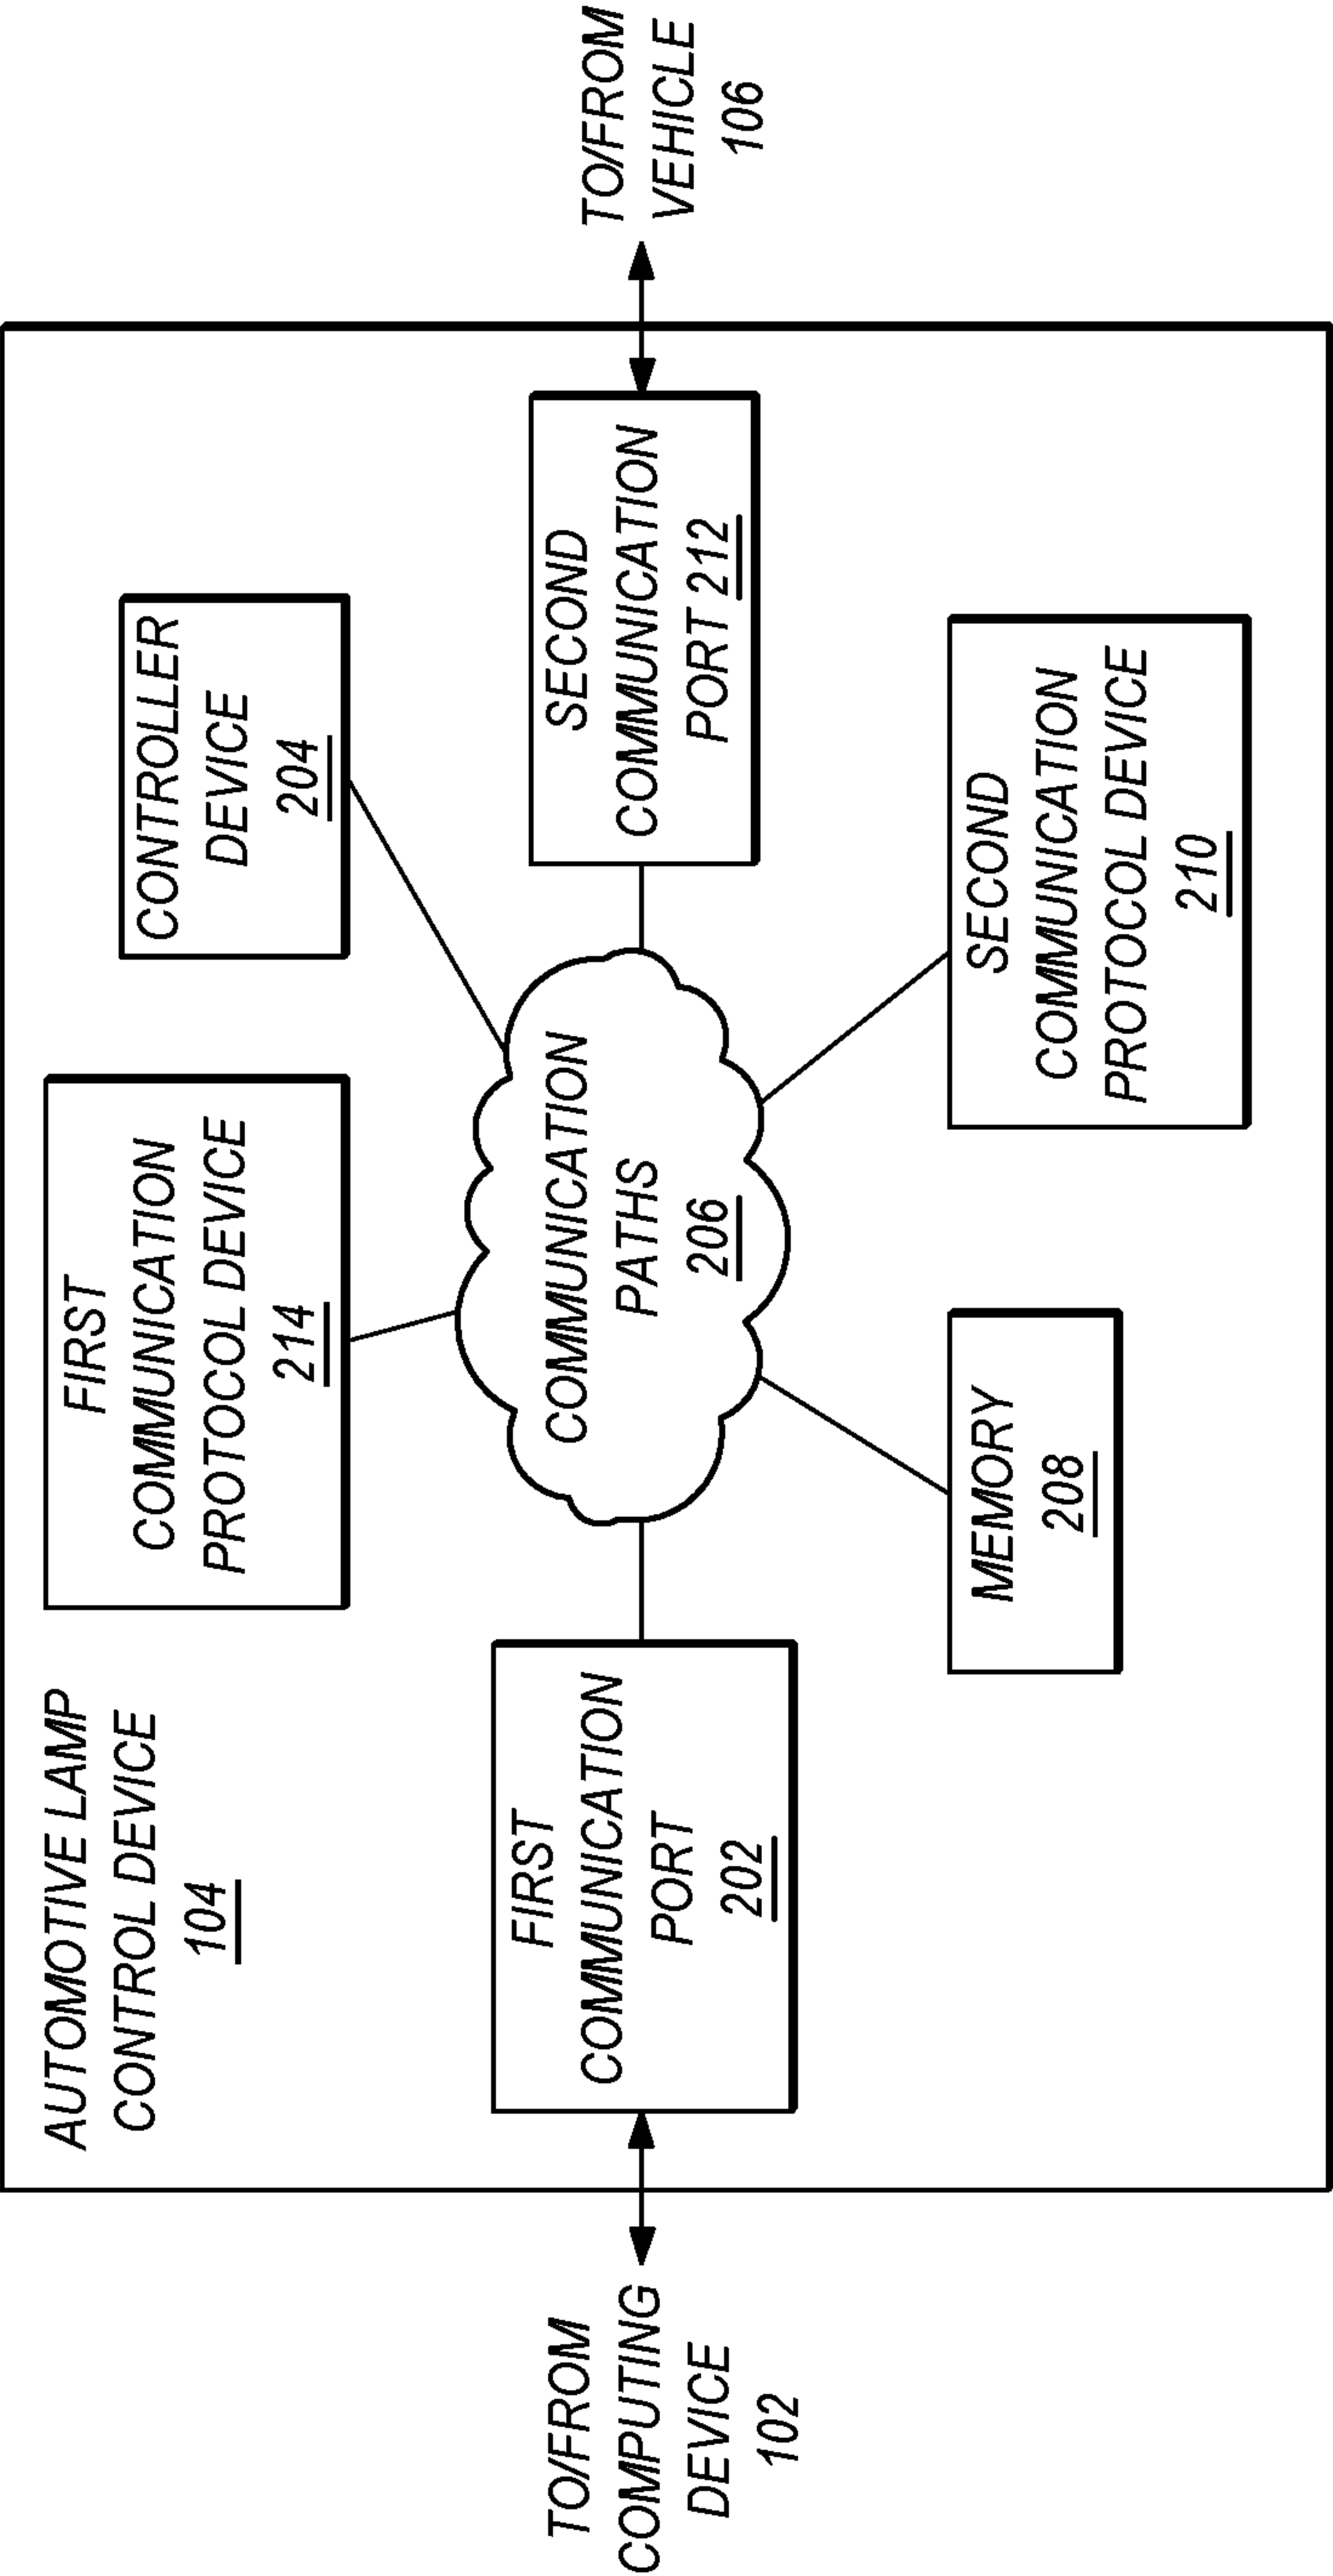 AUTOMOTIVE LAMP
CONTROL DEVICE
104
FIRST
COMMUNICATION
PROTOCOL DEVICE
214
CONTROLLER
DEVICE
204
TO/FROM
COMPUTING
DEVICE
102
FIRST
COMMUNICATION
PORT
202
COMMUNICATION
PATHS
206
SECOND
COMMUNICATION
PORT 212
TO/FROM
VEHICLE
106
MEMORY
208
SECOND
COMMUNICATION
PROTOCOL DEVICE
210